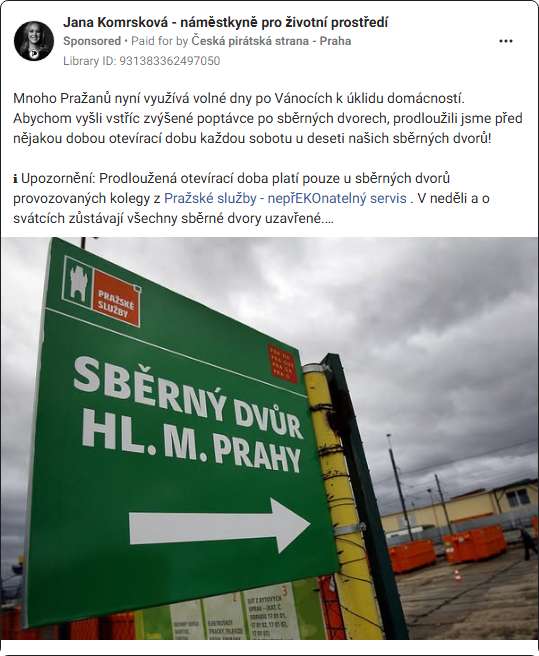 Jana Komrsková - náměstkyně pro životní prostředí
Sponsored • Paid for by Česká pirátská strana - Praha
Library ID: 931383362497050
Mnoho Pražanů nyní využívá volné dny po Vánocích k úklidu domácností.
Abychom vyšli vstříc zvýšené poptávce po sběrných dvorech, prodloužili jsme před
nějakou dobou otevírací dobu každou sobotu u deseti našich sběrných dvorů!
ℹ Upozornění: Prodloužená otevírací doba platí pouze u sběrných dvorů
provozovaných kolegy z Pražské služby - nepřEKOnatelný servis . V neděli a o
svátcích zůstávají všechny sběrné dvory uzavřené....
PRAŽSKÉ
SLUŽBY
SBĚRNÝ DVŮR
HL. M. PRAHY